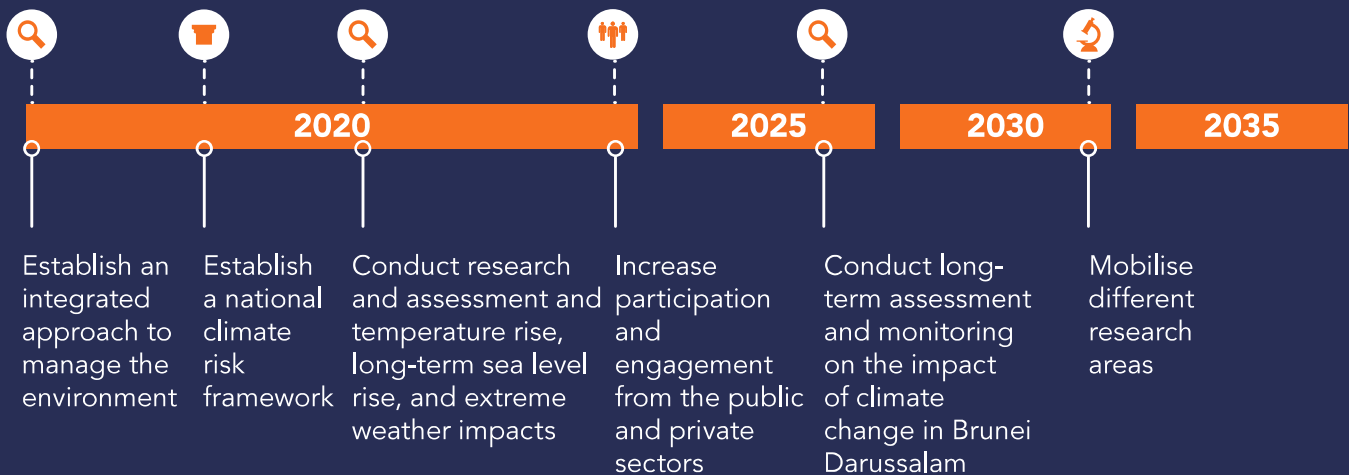 2020
2025
2030
2035
Establish an
integrated
approach to
manage the
environment
Establish
a national
climate
risk
framework
Conduct research
and assessment and
temperature rise,
long-term sea level
rise, and extreme
weather impacts
Increase
participation
and
engagement
from the public
and private
sectors
Conduct long-
term assessment
and monitoring
on the impact
of climate
change in Brunei
Darussalam
Mobilise
different
research
areas